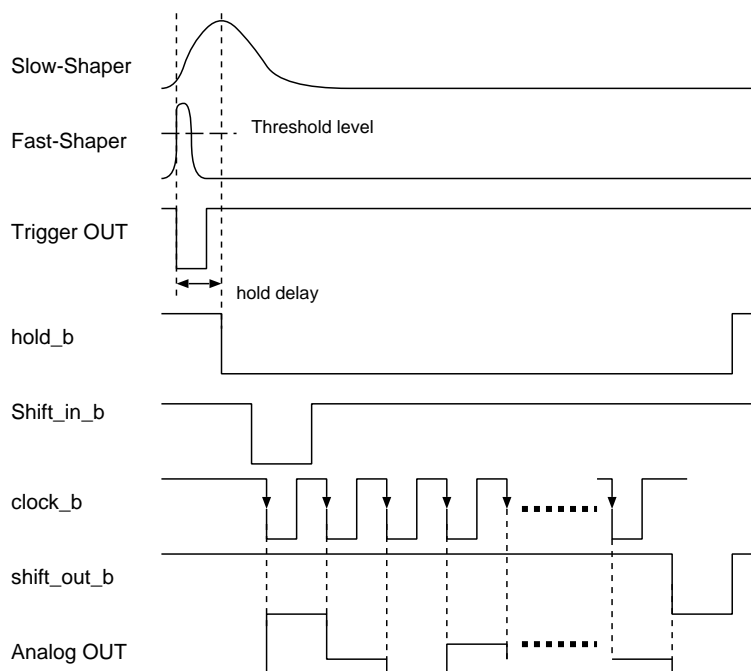 Slow-Shaper
Threshold level
Fast-Shaper
Trigger OUT
hold delay
hold_b
Shift_in_b
clock_b
shift_out_b
Analog OUT